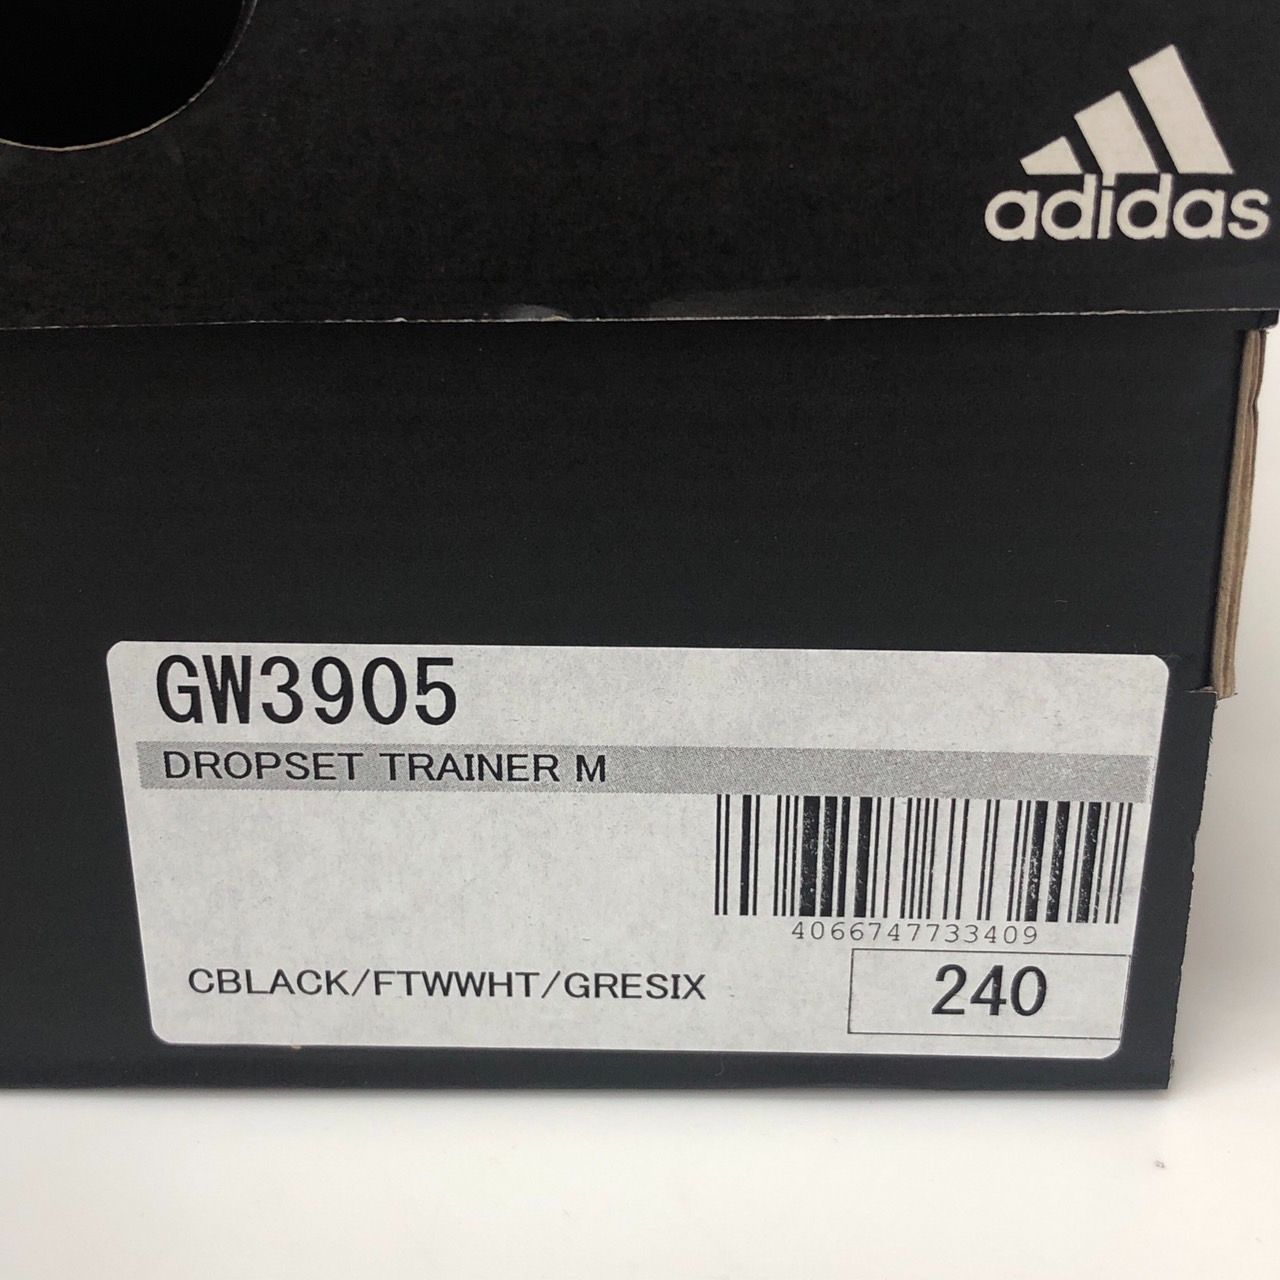 adidas
GW3905
DROPSET TRAINER M
4066747733409
CBLACK/FTWWHT/GRESIX
240